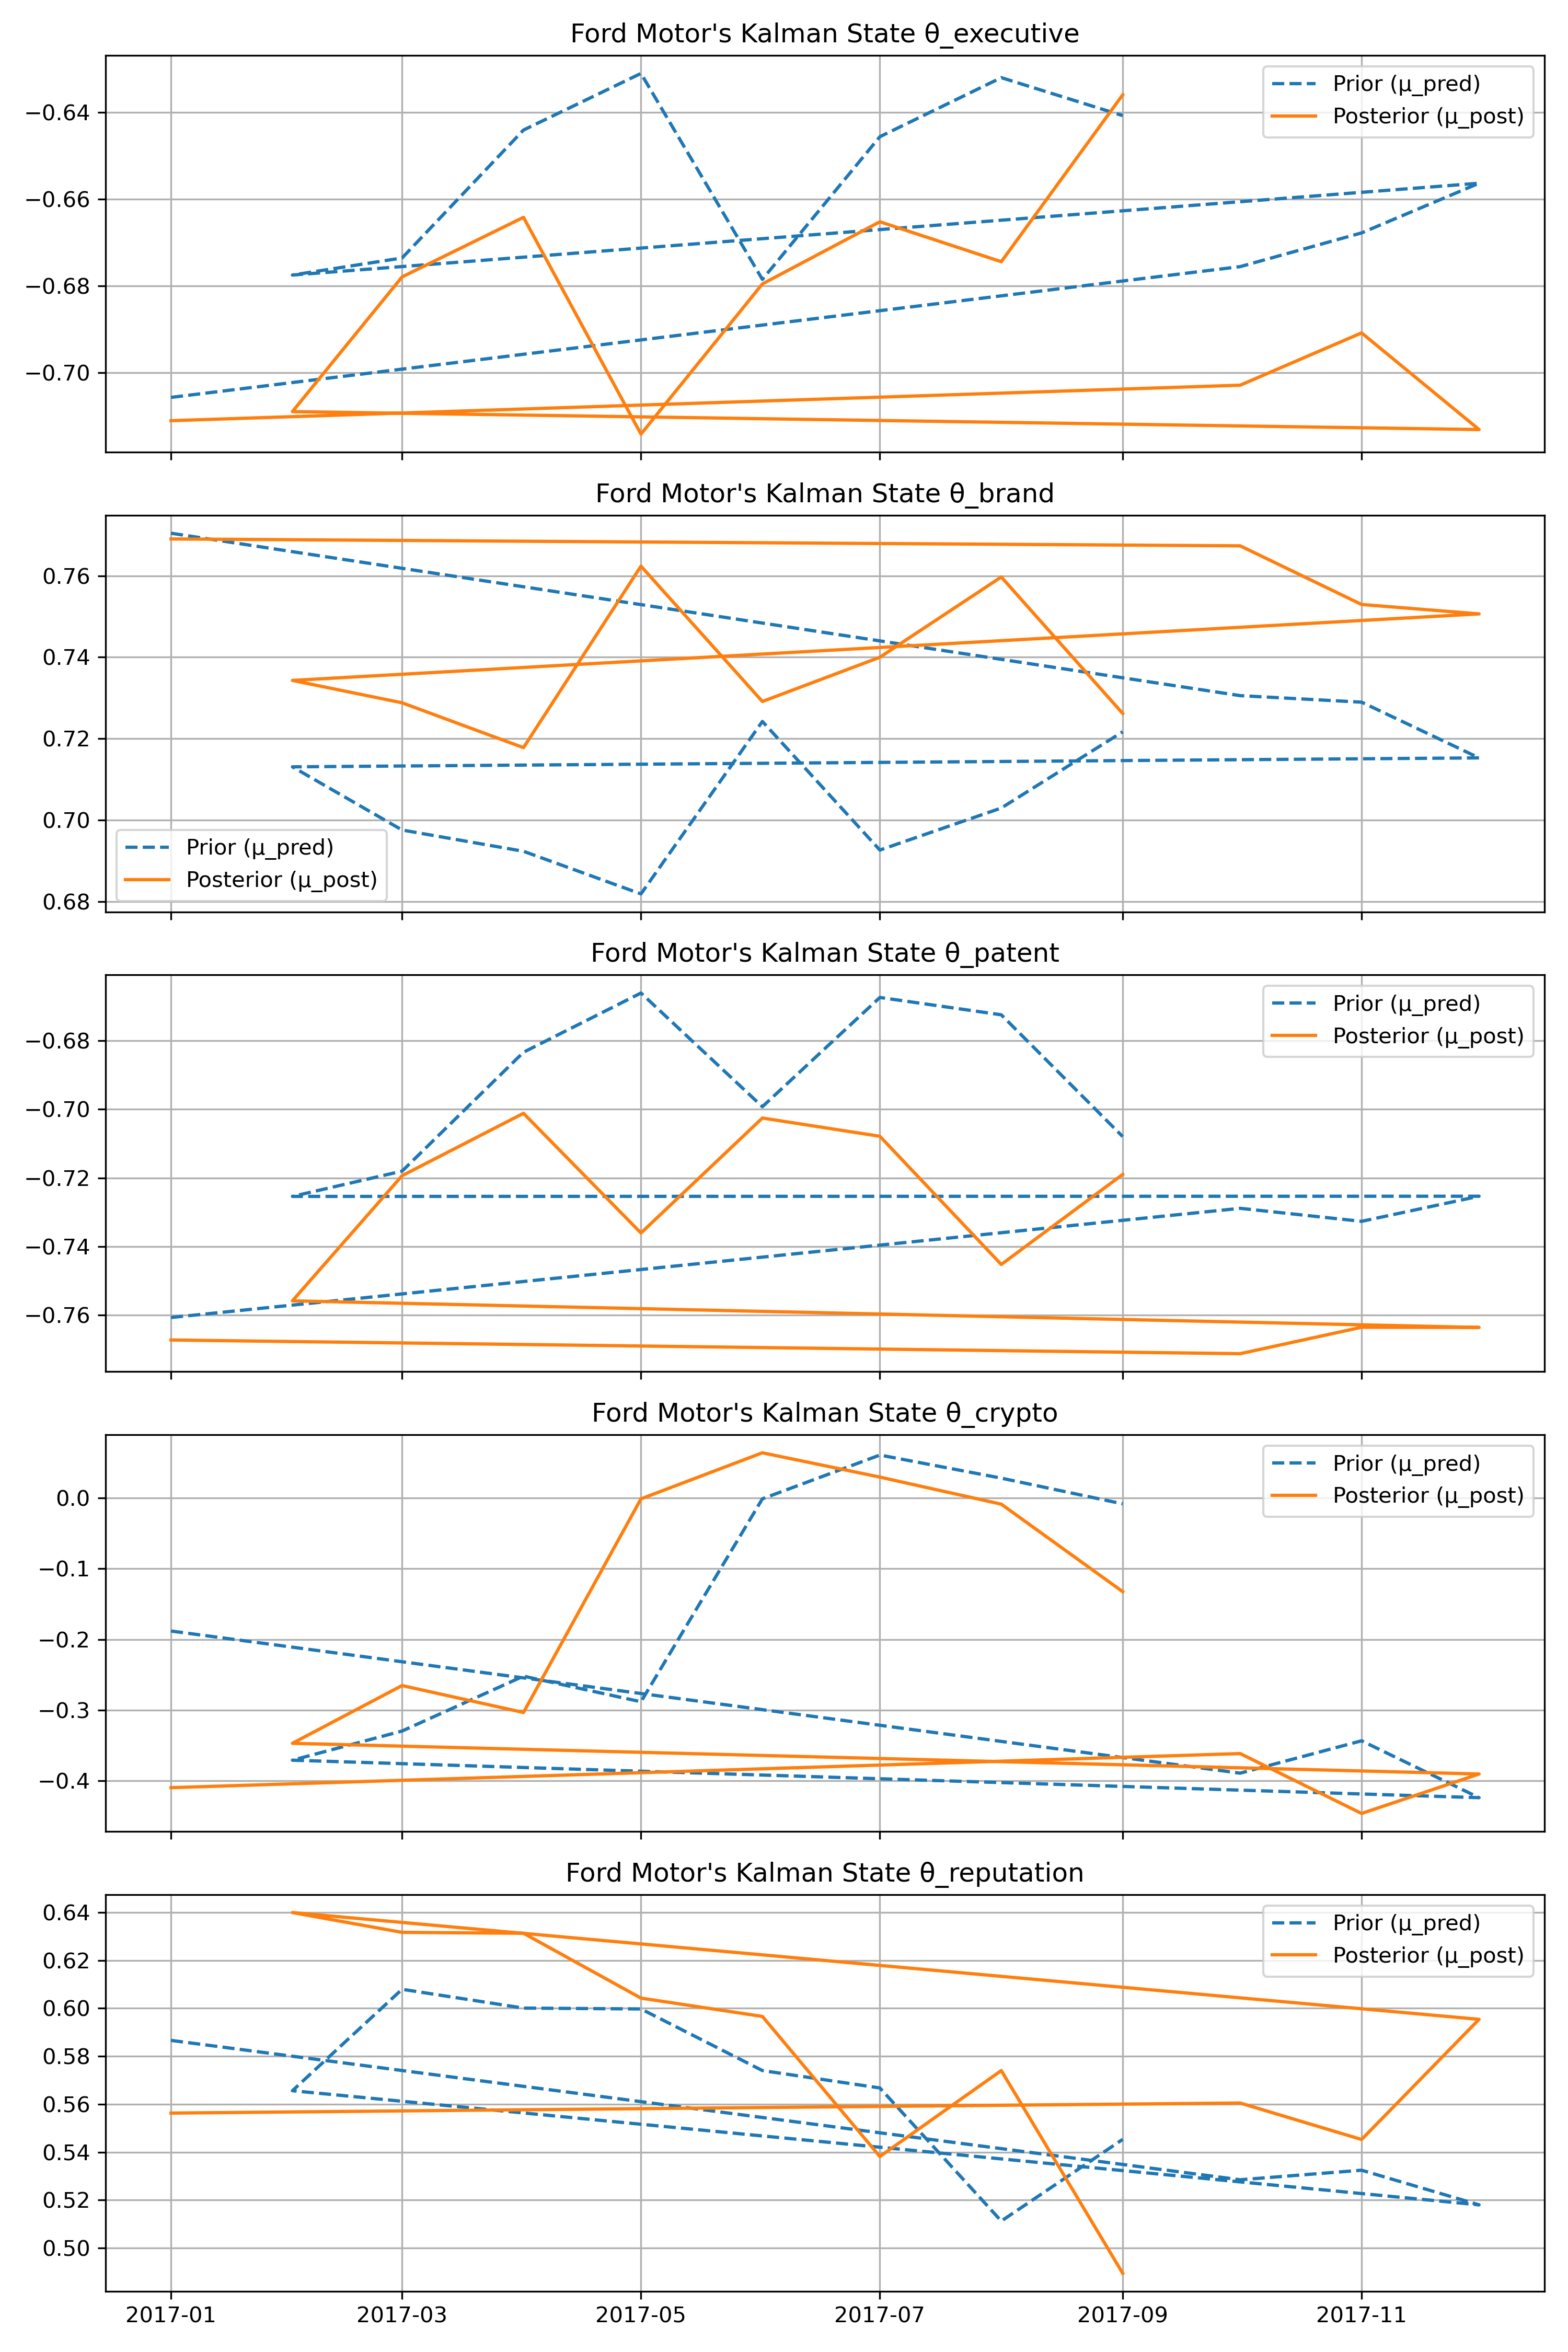 Ford Motor's Kalman State θ_executive
Prior (μ_pred)
Posterior (μ_post)
−0.64
−0.66
−0.68
−0.70
Ford Motor's Kalman State θ_brand
0.76
0.74
0.72
0.70
0.68
Prior (μ_pred)
Posterior (μ_post)
Ford Motor's Kalman State θ_patent
Prior (μ_pred)
Posterior (μ_post)
−0.68
−0.70
−0.72
−0.74
−0.76
Ford Motor's Kalman State θ_crypto
Prior (μ_pred)
Posterior (μ_post)
0.0
−0.1
−0.2
−0.3
−0.4
Ford Motor's Kalman State θ_reputation
Prior (μ_pred)
Posterior (μ_post)
0.64
0.62
0.60
0.58
0.56
0.54
0.52
0.50
2017-01 2017-03 2017-05 2017-07 2017-09 2017-11